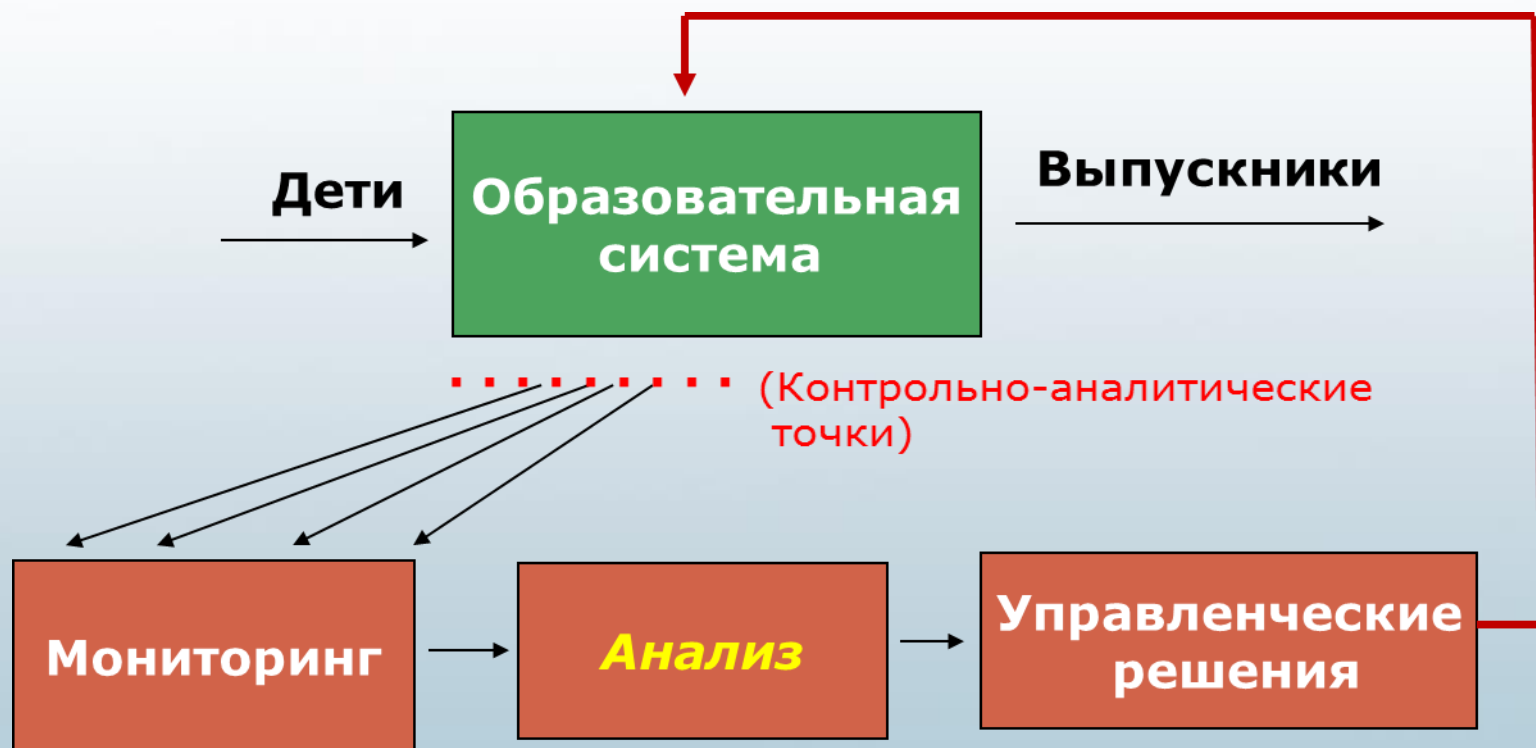 Дети
Образовательная
система
Выпускники
(Контрольно-аналитические
точки)
Мониторинг
Анализ
Управленческие
решения